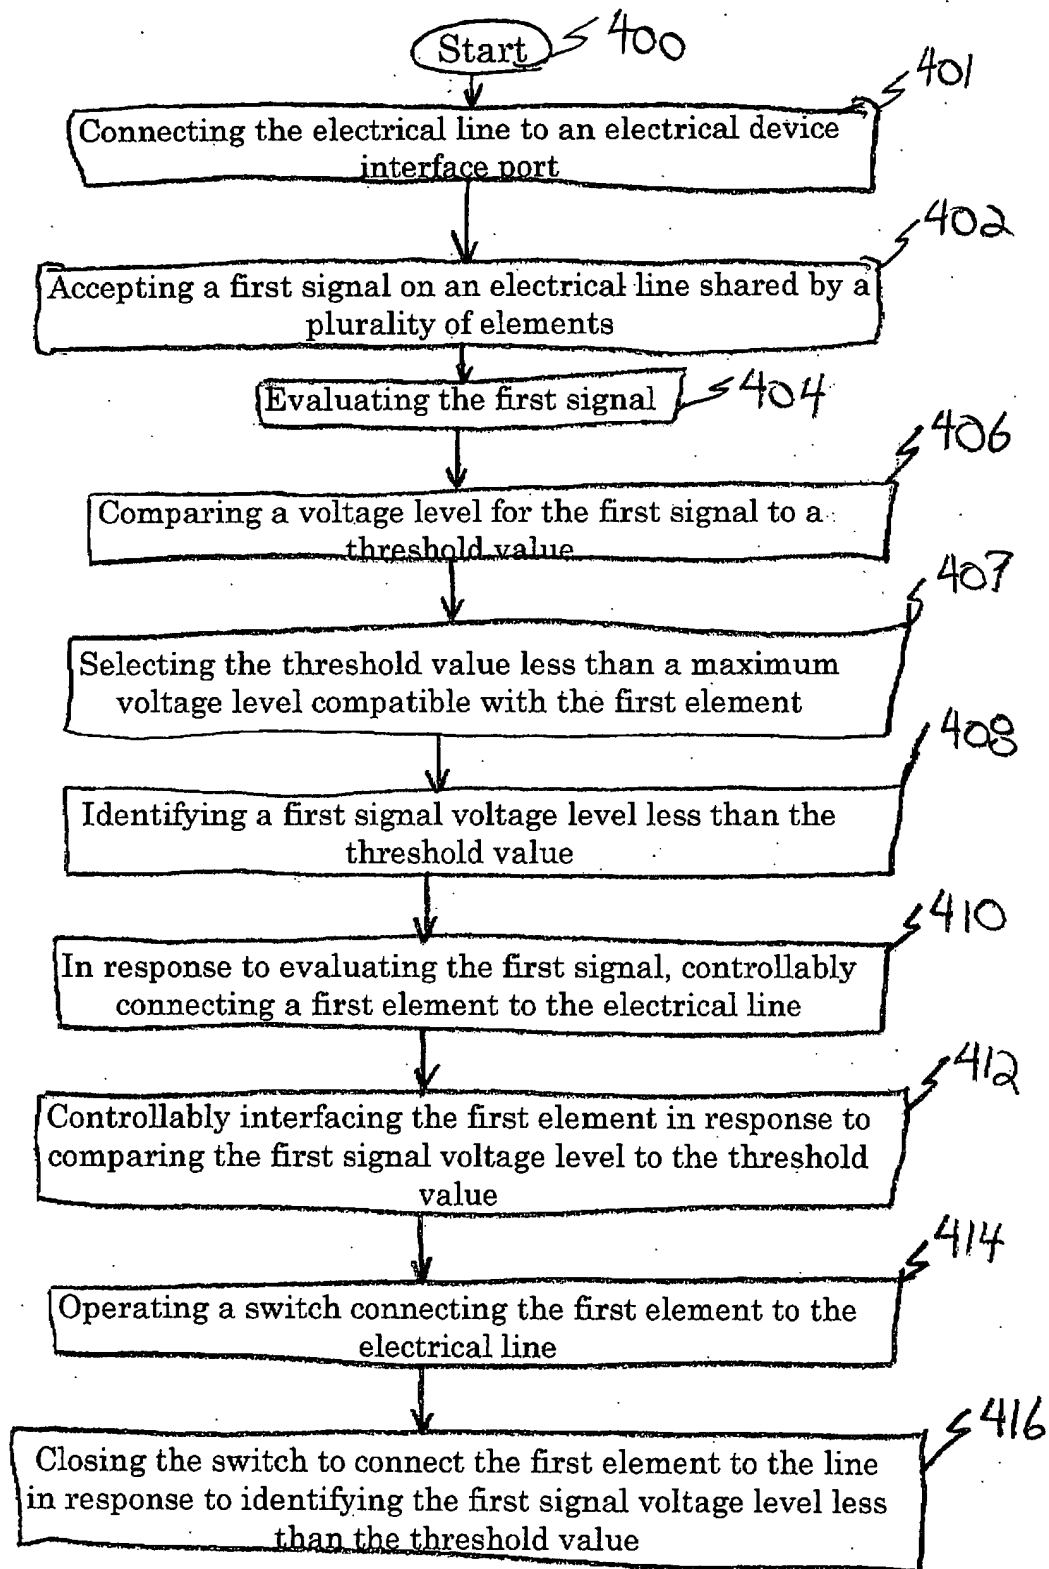 Start 400
401
Connecting the electrical line to an electrical device
interface port
402
Accepting a first signal on an electrical line shared by a
plurality of elements
Evaluating the first signal 404
406
Comparing a voltage level for the first signal to a
threshold value
407
Selecting the threshold value less than a maximum
voltage level compatible with the first element
408
Identifying a first signal voltage level less than the
threshold value
410
In response to evaluating the first signal, controllably
connecting a first element to the electrical line
412
Controllably interfacing the first element in response to
comparing the first signal voltage level to the threshold
value
414
Operating a switch connecting the first element to the
electrical line
416
Closing the switch to connect the first element to the line
in response to identifying the first signal voltage level less
than the threshold value